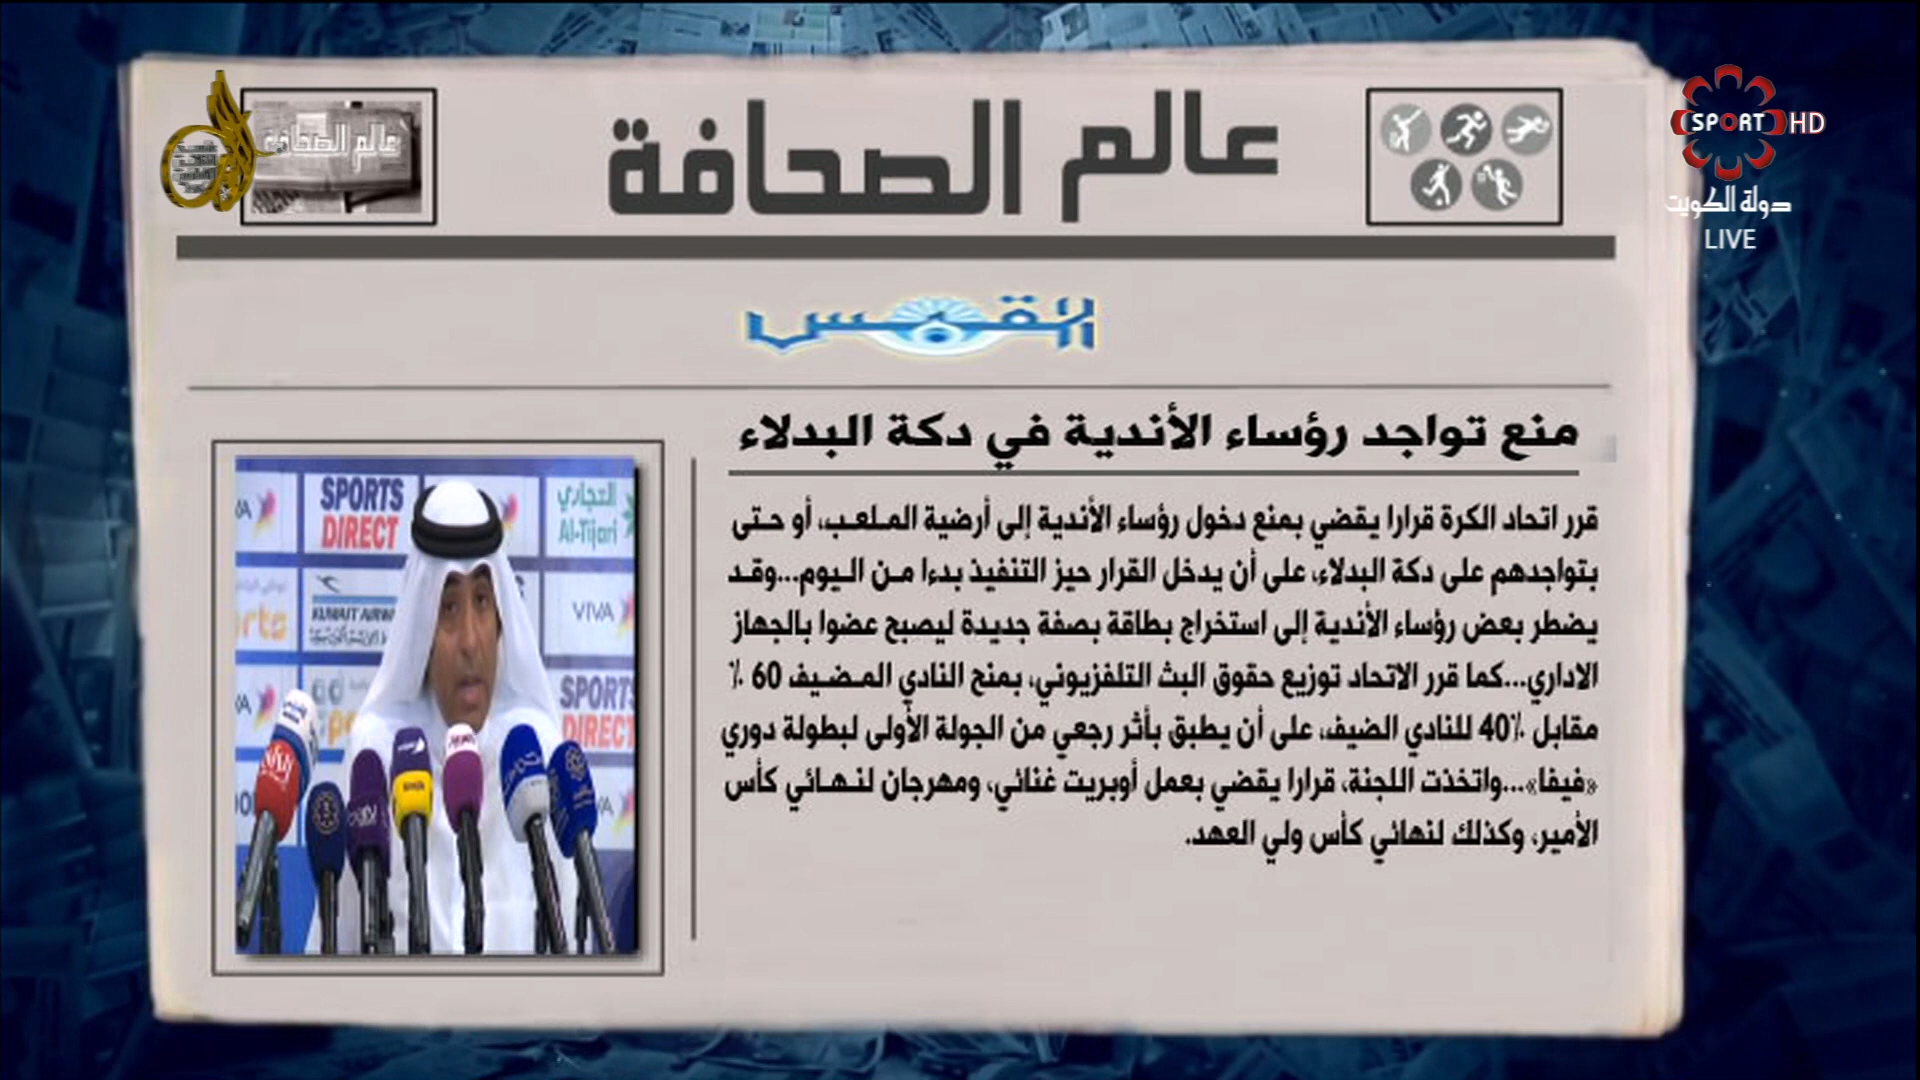 عالم الصحافة
عالم الصحافة
SPORT HD
دولة الكويت
LIVE
القبس
منع تواجد رؤساء الأندية في دكة البدلاء
قرر اتحاد الكرة قرارا يقضي بمنع دخول رؤساء الأندية إلى أرضية الملعب، أو حتى
بتواجدهم على دكة البدلاء، على أن يدخل القرار حيز التنفيذ بدءا من اليوم...وقد
يضطر بعض رؤساء الأندية إلى استخراج بطاقة بصفة جديدة ليصبح عضوا بالجهاز
الاداري...كما قرر الاتحاد توزيع حقوق البث التلفزيوني، بمنح النادي المضيف 60 ٪
مقابل 40٪ للنادي الضيف، على أن يطبق بأثر رجعي من الجولة الأولى لبطولة دوري
«فيفا»...واتخذت اللجنة، قرارا يقضي بعمل أوبريت غنائي، ومهرجان لنهائي كأس
الأمير، وكذلك لنهائي كأس ولي العهد.
SPORTS
DIRECT
التجاري
Al-Tijari
KUWAIT AIRW
VIVA
SPORTS
DIRECT